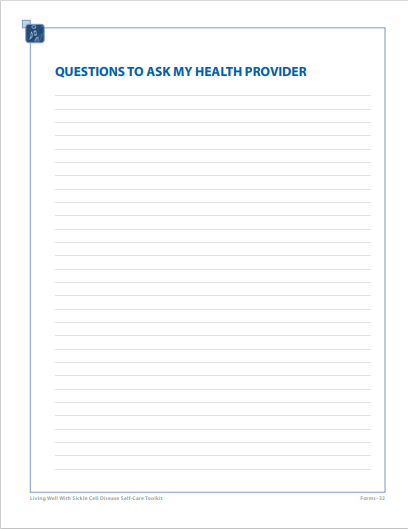 QUESTIONS TO ASK MY HEALTH PROVIDER
Living Well With Sickle Cell Disease Self-Care Toolkit
Forms–32